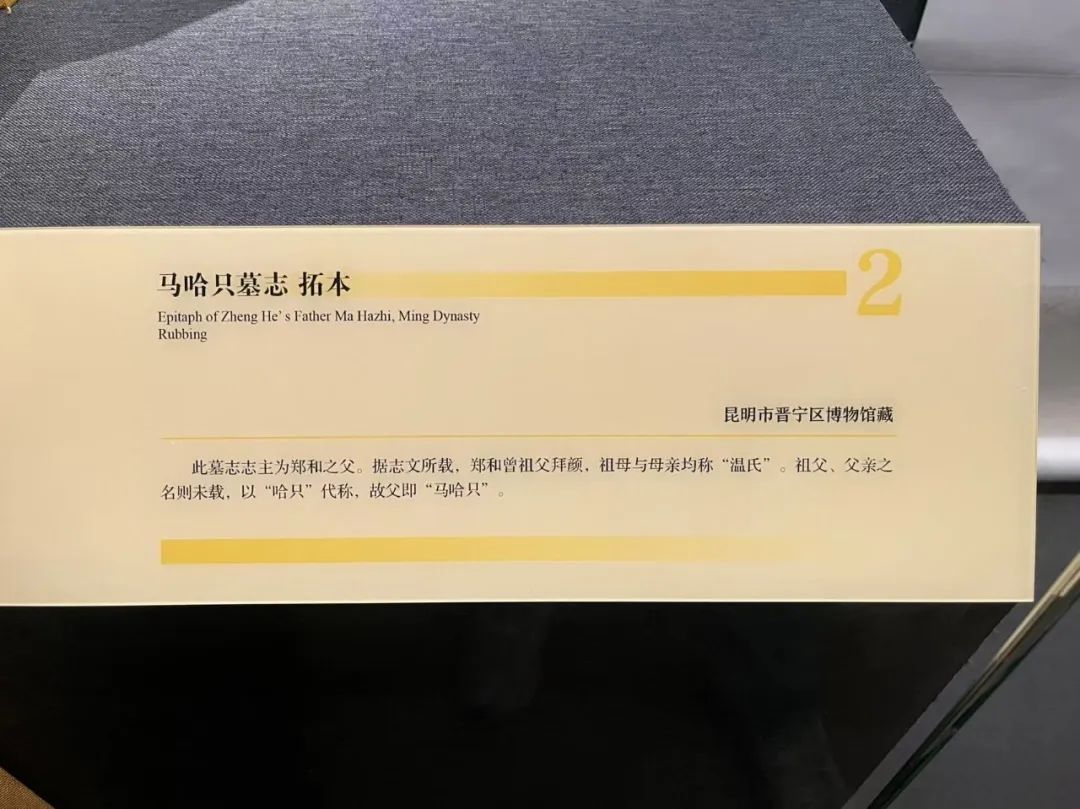 马哈只墓志 拓本
2
Epitaph of Zheng He's Father Ma Hazhi, Ming Dynasty
Rubbing
昆明市晋宁区博物馆藏
此墓志志主为郑和之父。据志文所载，郑和曾祖父拜颜，祖母与母亲均称“温氏”。祖父、父亲之
名则未载，以“哈只”代称，故父即“马哈只”。